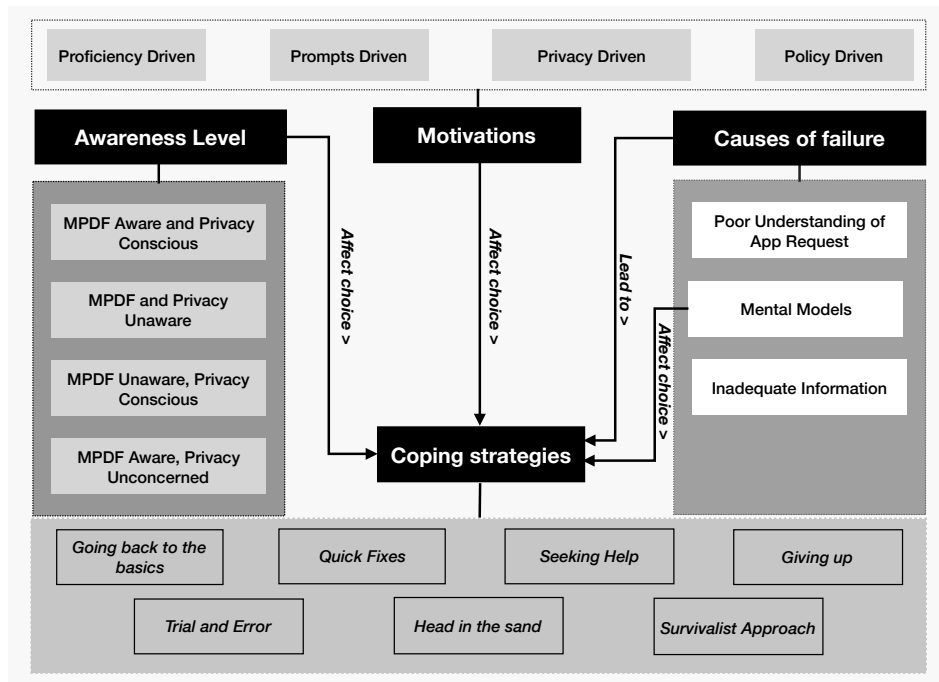 Proficiency Driven
Prompts Driven
Privacy Driven
Policy Driven
Awareness Level
Motivations
Causes of failure
MPDF Aware and Privacy
Conscious
MPDF and Privacy
Unaware
MPDF Unaware, Privacy
Conscious
MPDF Aware, Privacy
Unconcerned
Affect choice >
Affect choice >
Lead to >
Affect choice >
Poor Understanding of
App Request
Mental Models
Inadequate Information
Coping strategies
Going back to the
basics
Quick Fixes
Seeking Help
Giving up
Trial and Error
Head in the sand
Survivalist Approach